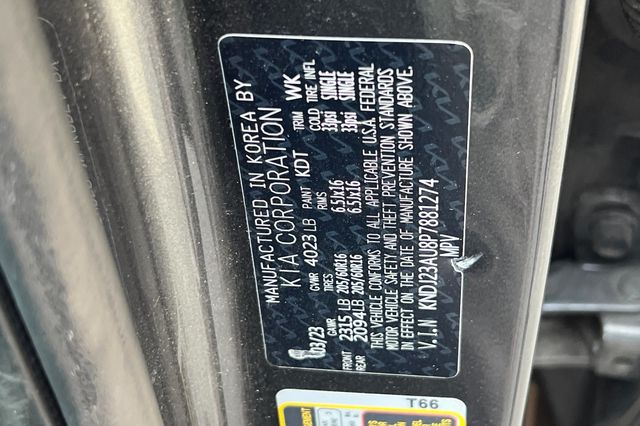 MANUFACTURED IN KOREA BY
KIA CORPORATION
03/23 GVWR 4023 LB PAINT KDT TRIM WK
GAWR TIRES RIMS COLD TIRE INFL
FRONT 2315 LB 205/60R16 6.5Jx16 33psi SINGLE
REAR 2094LB 205/60R16 6.5Jx16 33psi SINGLE
THIS VEHICLE CONFORMS TO ALL APPLICABLE U.S.A. FEDERAL
MOTOR VEHICLE SAFETY AND THEFT PREVENTION STANDARDS
IN EFFECT ON THE DATE OF MANUFACTURE SHOWN ABOVE.
V.I.N KNDJ23AU8P7881274
MPV
T66